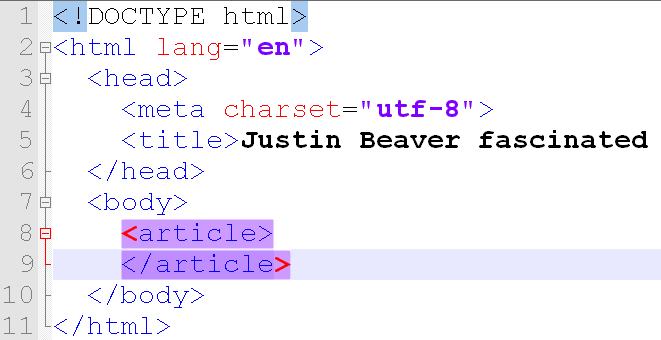 1 <!DOCTYPE html>
2 <html lang="en">
3 <head>
4 <meta charset="utf-8">
5 <title>Justin Beaver fascinated
6 </head>
7 <body>
8 <article>
9 </article>
10 </body>
11 </html>